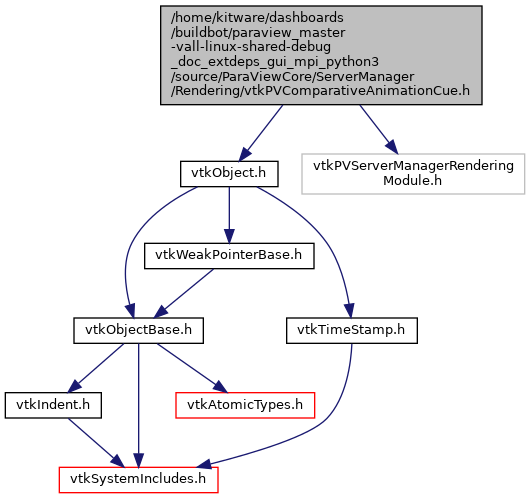 /home/kitware/dashboards
/buildbot/paraview_master
-vall-linux-shared-debug
_doc_extdeps_gui_mpi_python3
/source/ParaViewCore/ServerManager
/Rendering/vtkPVComparativeAnimationCue.h
vtkObject.h
vtkPVServerManagerRendering
Module.h
vtkWeakPointerBase.h
vtkObjectBase.h
vtkTimeStamp.h
vtkIndent.h
vtkAtomicTypes.h
vtkSystemIncludes.h